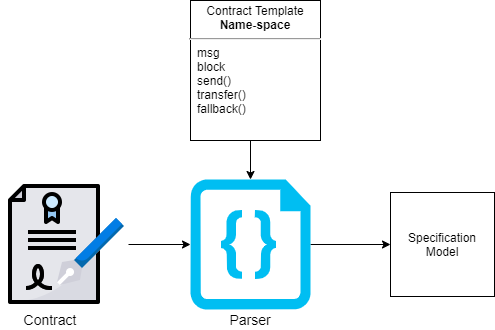 Contract Template
Name-space
msg
block
send()
transfer()
fallback()
{ }
Specification
Model
Contract
Parser